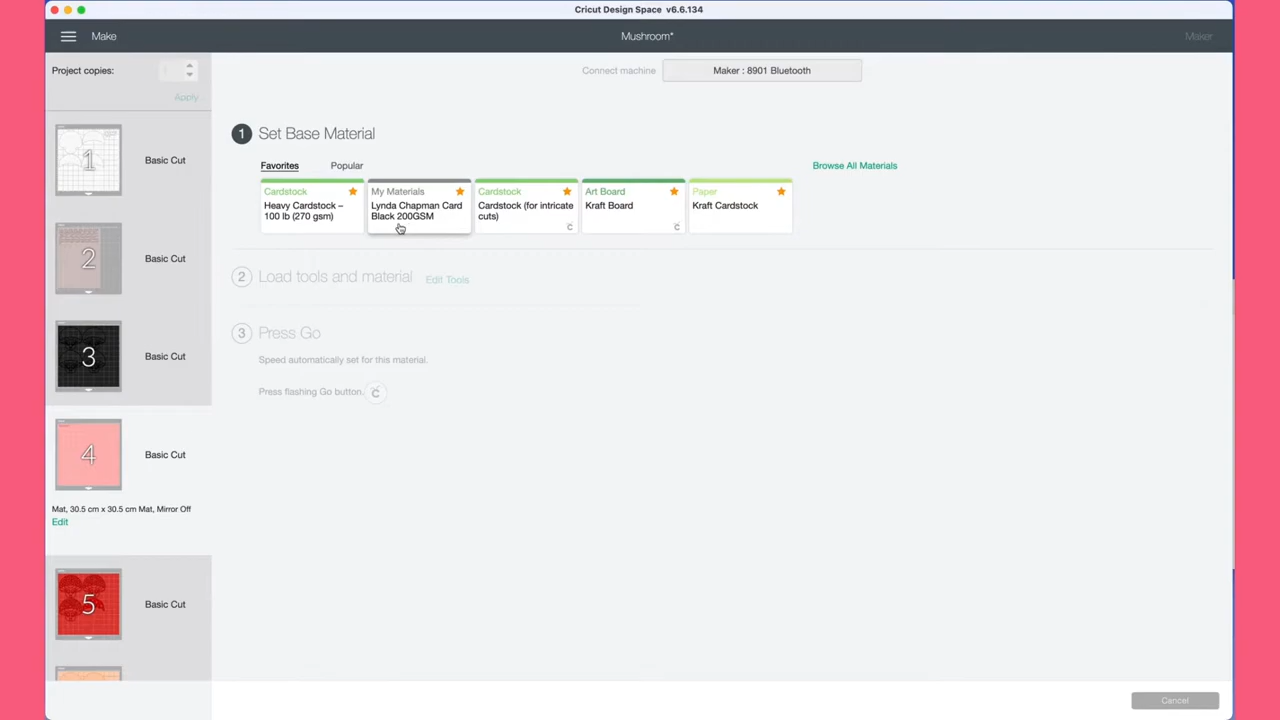 Cricut Design Space v6.6.134
Make
Mushroom*
Maker
Project copies:
Apply
Connect machine
Maker : 8901 Bluetooth
1 Set Base Material
Favorites
Popular
Browse All Materials
Cardstock
Heavy Cardstock –
100 lb (270 gsm)
My Materials
Lynda Chapman Card
Black 200GSM
Cardstock
Cardstock (for intricate
cuts)
Art Board
Kraft Board
Paper
Kraft Cardstock
2 Load tools and material
Edit Tools
3 Press Go
Speed automatically set for this material.
Press flashing Go button.
1
Basic Cut
2
Basic Cut
3
Basic Cut
4
Basic Cut
Mat, 30.5 cm x 30.5 cm Mat, Mirror Off
Edit
5
Basic Cut
Cancel